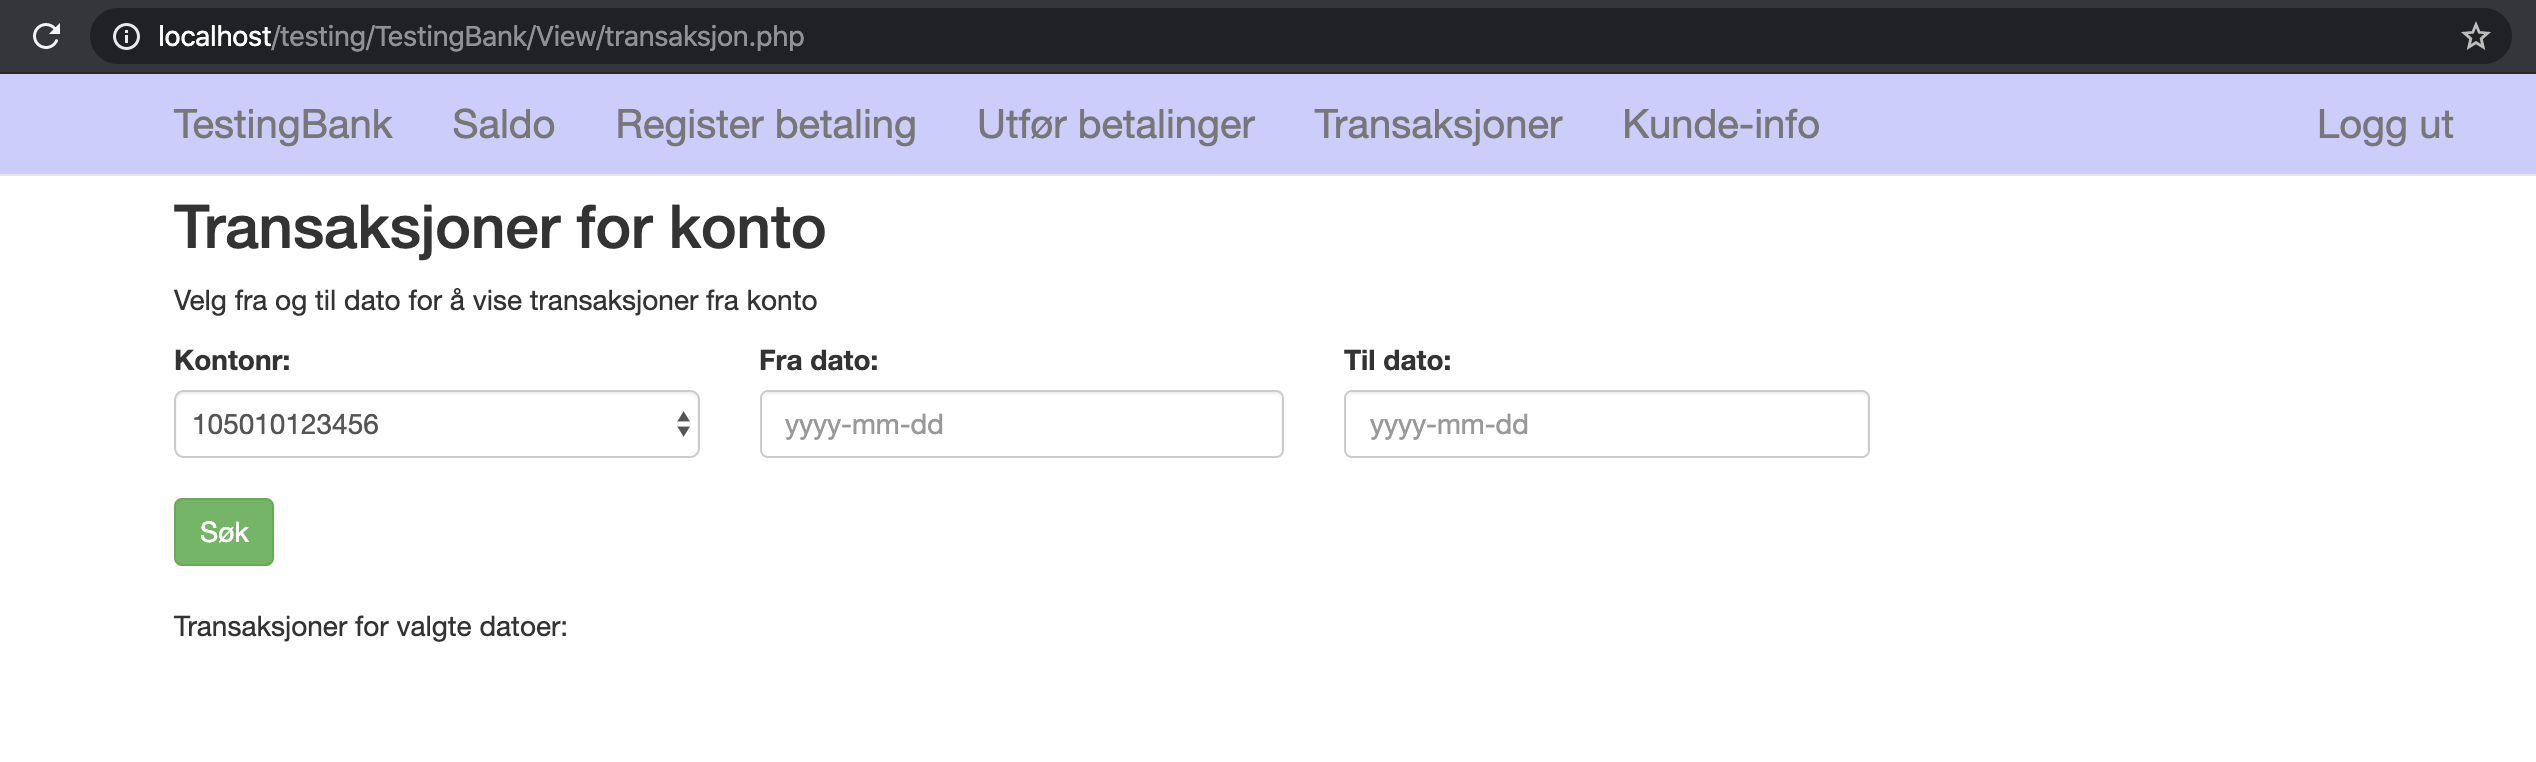 localhost/testing/TestingBank/View/transaksjon.php
TestingBank Saldo Register betaling Utfør betalinger Transaksjoner Kunde-info Logg ut
Transaksjoner for konto
Velg fra og til dato for å vise transaksjoner fra konto
Kontonr: Fra dato: Til dato:
105010123456 yyyy-mm-dd yyyy-mm-dd
Søk
Transaksjoner for valgte datoer: